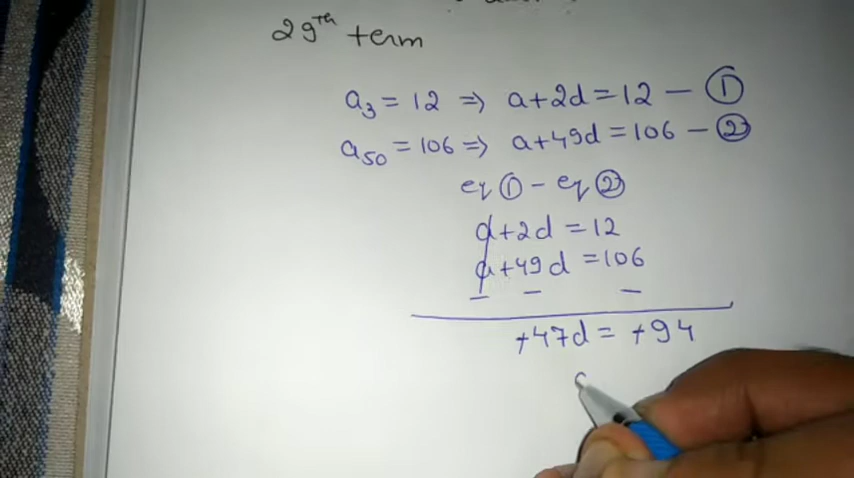 29th term
a3 = 12 ⇒ a+2d = 12 — ①
a50 = 106 ⇒ a+49d = 106 — ②
eq ① - eq ②
a+2d = 12
a+49d = 106
— — —
+47d = +94